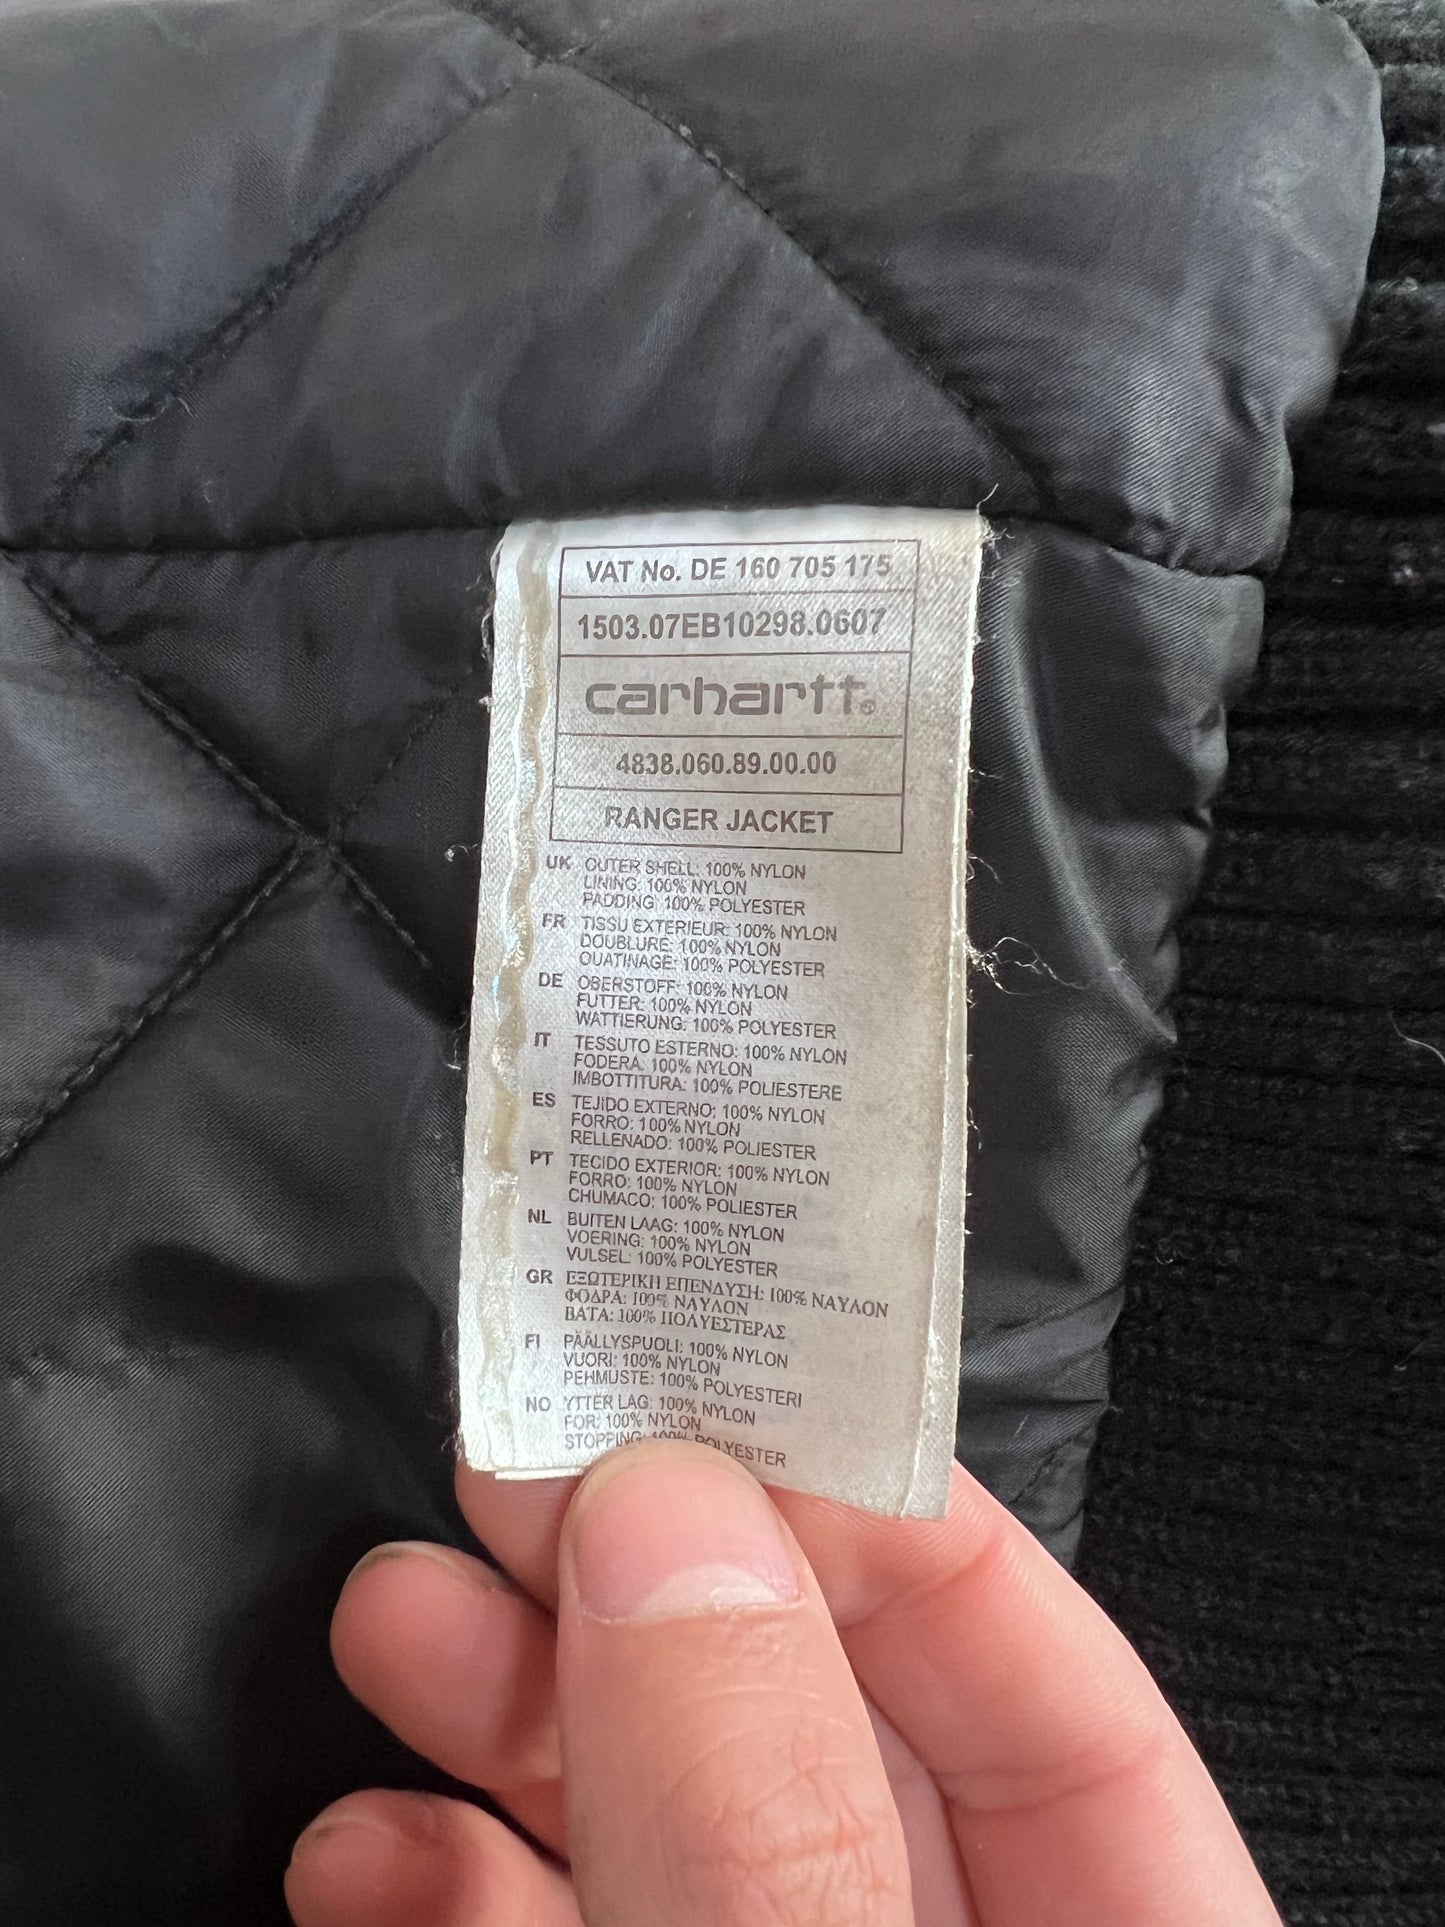 VAT No. DE 160 705 175
1503.07EB10298.0607
carhartt®
4838.060.89.00.00
RANGER JACKET
UK OUTER SHELL: 100% NYLON
LINING: 100% NYLON
PADDING: 100% POLYESTER
FR TISSU EXTERIEUR: 100% NYLON
DOUBLURE: 100% NYLON
OUATINAGE: 100% POLYESTER
DE OBERSTOFF: 100% NYLON
FUTTER: 100% NYLON
WATTIERUNG: 100% POLYESTER
IT TESSUTO ESTERNO: 100% NYLON
FODERA: 100% NYLON
IMBOTTITURA: 100% POLIESTERE
ES TEJIDO EXTERNO: 100% NYLON
FORRO: 100% NYLON
RELLENADO: 100% POLIESTER
PT TECIDO EXTERIOR: 100% NYLON
FORRO: 100% NYLON
CHUMACO: 100% POLIESTER
NL BUITEN LAAG: 100% NYLON
VOERING: 100% NYLON
VULSEL: 100% POLYESTER
GR ΕΞΩΤΕΡΙΚΗ ΕΠΕΝΔΥΣΗ: 100% ΝΑΥΛΟΝ
ΦΟΔΡΑ: 100% ΝΑΥΛΟΝ
ΒΑΤΑ: 100% ΠΟΛΥΕΣΤΕΡΑΣ
FI PÄÄLLYSPUOLI: 100% NYLON
VUORI: 100% NYLON
PEHMUSTE: 100% POLYESTERI
NO YTTER LAG: 100% NYLON
FOR: 100% NYLON
STOPPING: 100% POLYESTER